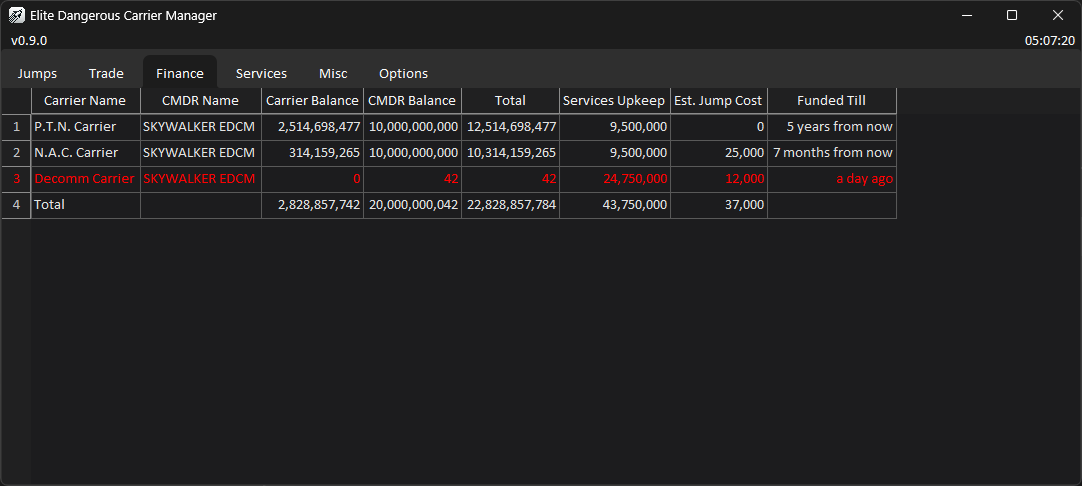 Elite Dangerous Carrier Manager
v0.9.0 05:07:20
Jumps Trade Finance Services Misc Options
Carrier Name CMDR Name Carrier Balance CMDR Balance Total Services Upkeep Est. Jump Cost Funded Till
1 P.T.N. Carrier SKYWALKER EDCM 2,514,698,477 10,000,000,000 12,514,698,477 9,500,000 0 5 years from now
2 N.A.C. Carrier SKYWALKER EDCM 314,159,265 10,000,000,000 10,314,159,265 9,500,000 25,000 7 months from now
3 Decomm Carrier SKYWALKER EDCM 0 42 42 24,750,000 12,000 a day ago
4 Total 2,828,857,742 20,000,000,042 22,828,857,784 43,750,000 37,000